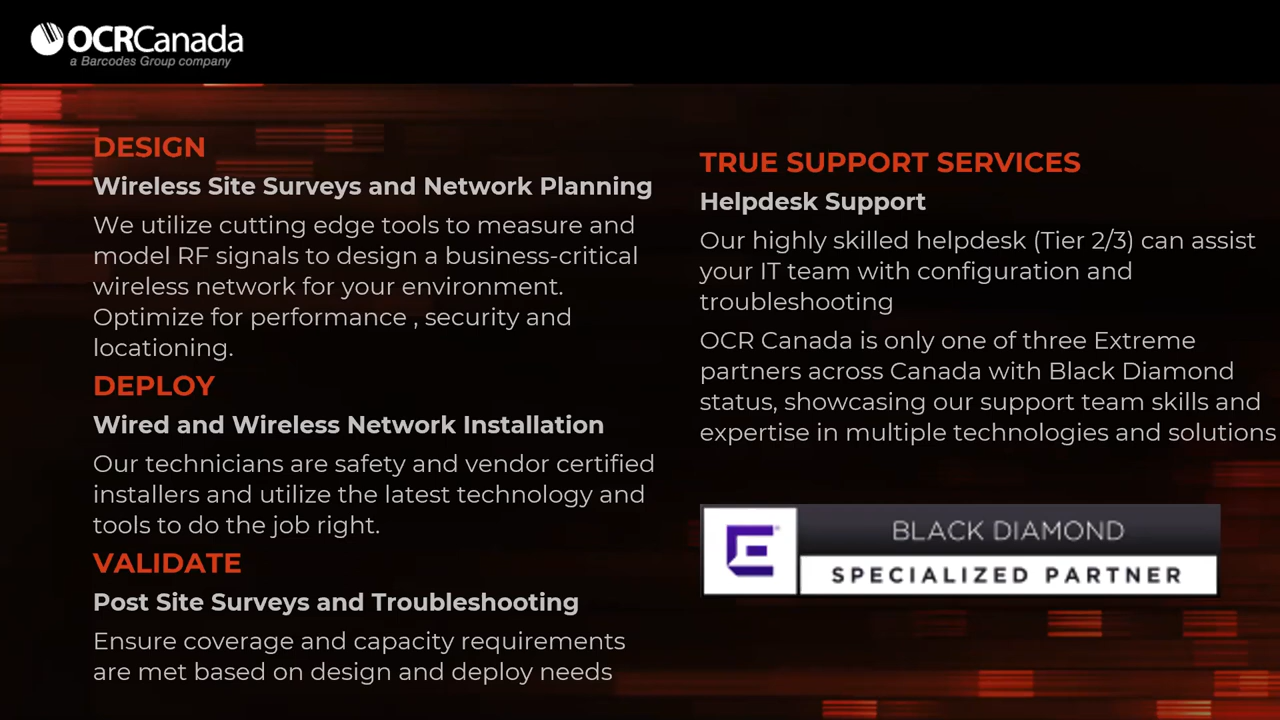 OCRCanada
a Barcodes Group company
DESIGN
Wireless Site Surveys and Network Planning
We utilize cutting edge tools to measure and
model RF signals to design a business-critical
wireless network for your environment.
Optimize for performance , security and
locationing.
DEPLOY
Wired and Wireless Network Installation
Our technicians are safety and vendor certified
installers and utilize the latest technology and
tools to do the job right.
VALIDATE
Post Site Surveys and Troubleshooting
Ensure coverage and capacity requirements
are met based on design and deploy needs
TRUE SUPPORT SERVICES
Helpdesk Support
Our highly skilled helpdesk (Tier 2/3) can assist
your IT team with configuration and
troubleshooting
OCR Canada is only one of three Extreme
partners across Canada with Black Diamond
status, showcasing our support team skills and
expertise in multiple technologies and solutions
E
BLACK DIAMOND
SPECIALIZED PARTNER